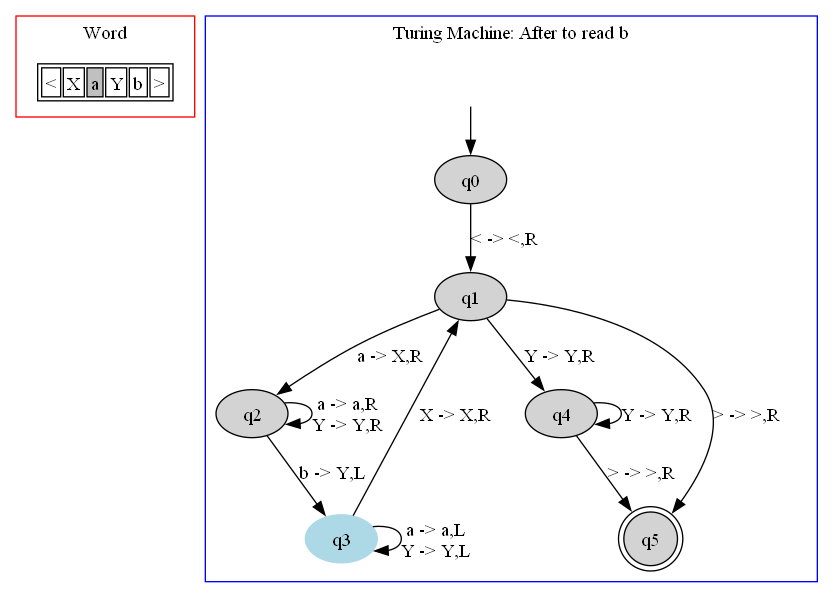 Word
< X a Y b >
Turing Machine: After to read b
q0
< -> <,R
q1
a -> X,R
Y -> Y,R
q2
a -> a,R
Y -> Y,R
X -> X,R
q4
Y -> Y,R
> -> >,R
b -> Y,L
> -> >,R
q3
a -> a,L
Y -> Y,L
q5